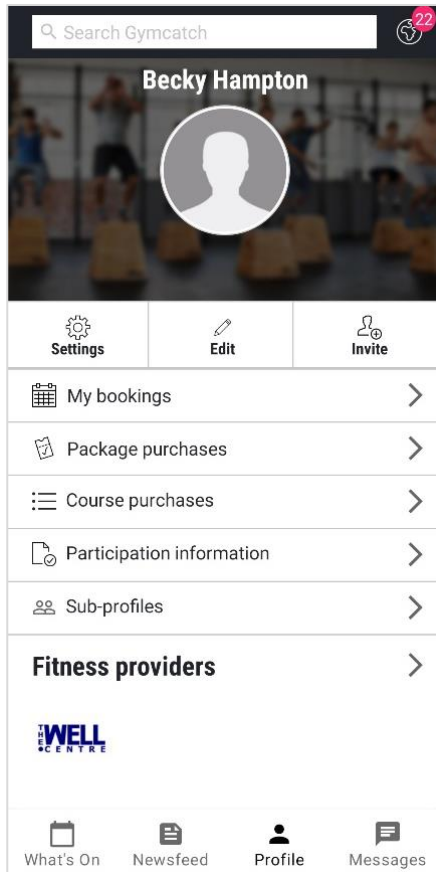 Search Gymcatch
22
Becky Hampton
Settings
Edit
Invite
My bookings
Package purchases
Course purchases
Participation information
Sub-profiles
Fitness providers
THE WELL
CENTRE
What's On
Newsfeed
Profile
Messages